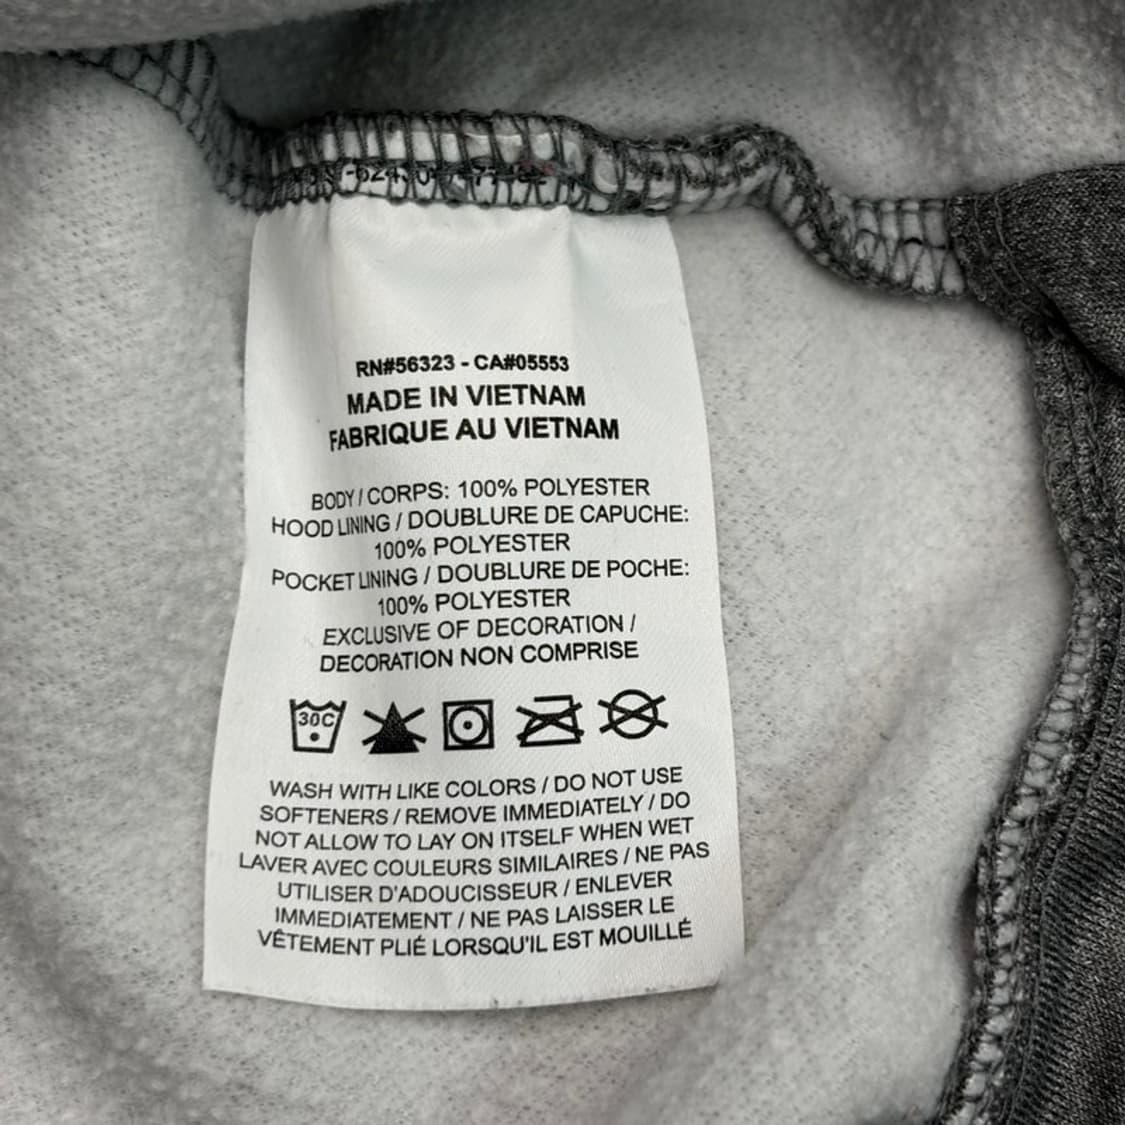 RN#56323 - CA#05553
MADE IN VIETNAM
FABRIQUE AU VIETNAM
BODY / CORPS: 100% POLYESTER
HOOD LINING / DOUBLURE DE CAPUCHE:
100% POLYESTER
POCKET LINING / DOUBLURE DE POCHE:
100% POLYESTER
EXCLUSIVE OF DECORATION /
DECORATION NON COMPRISE
30C
WASH WITH LIKE COLORS / DO NOT USE
SOFTENERS / REMOVE IMMEDIATELY / DO
NOT ALLOW TO LAY ON ITSELF WHEN WET
LAVER AVEC COULEURS SIMILAIRES / NE PAS
UTILISER D'ADOUCISSEUR / ENLEVER
IMMEDIATEMENT / NE PAS LAISSER LE
VÊTEMENT PLIÉ LORSQU'IL EST MOUILLÉ